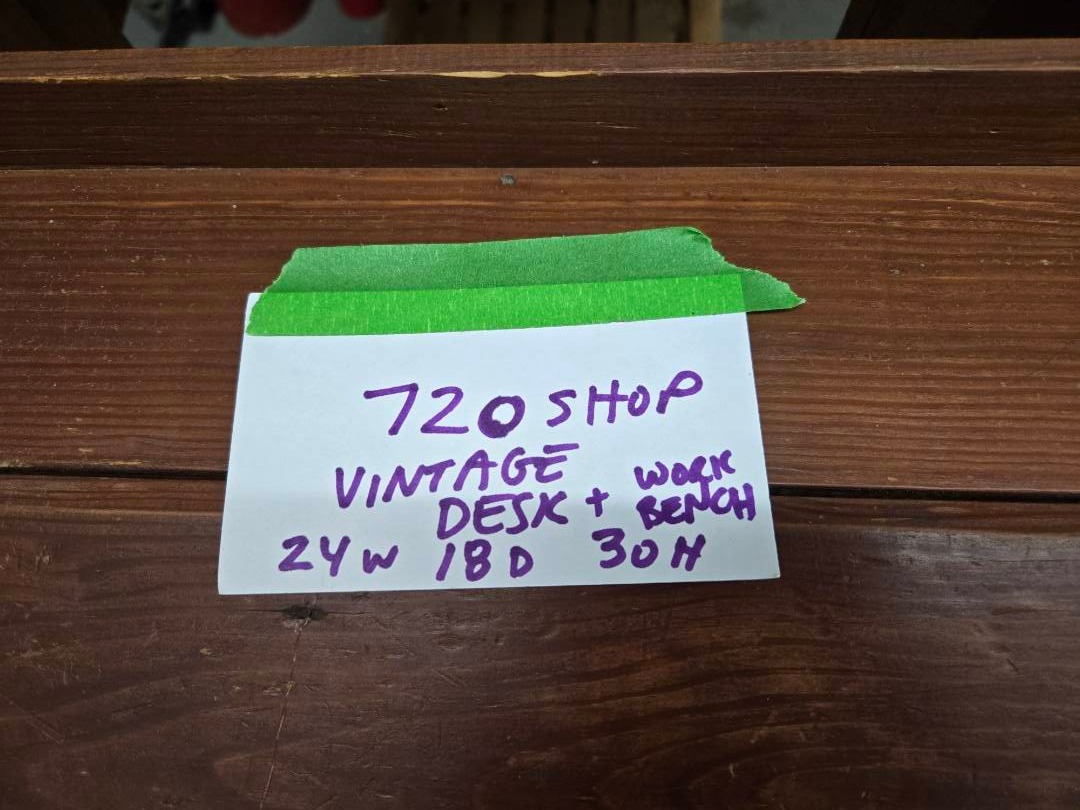 720 SHOP
VINTAGE
DESK + WORK BENCH
24W 18D 30H